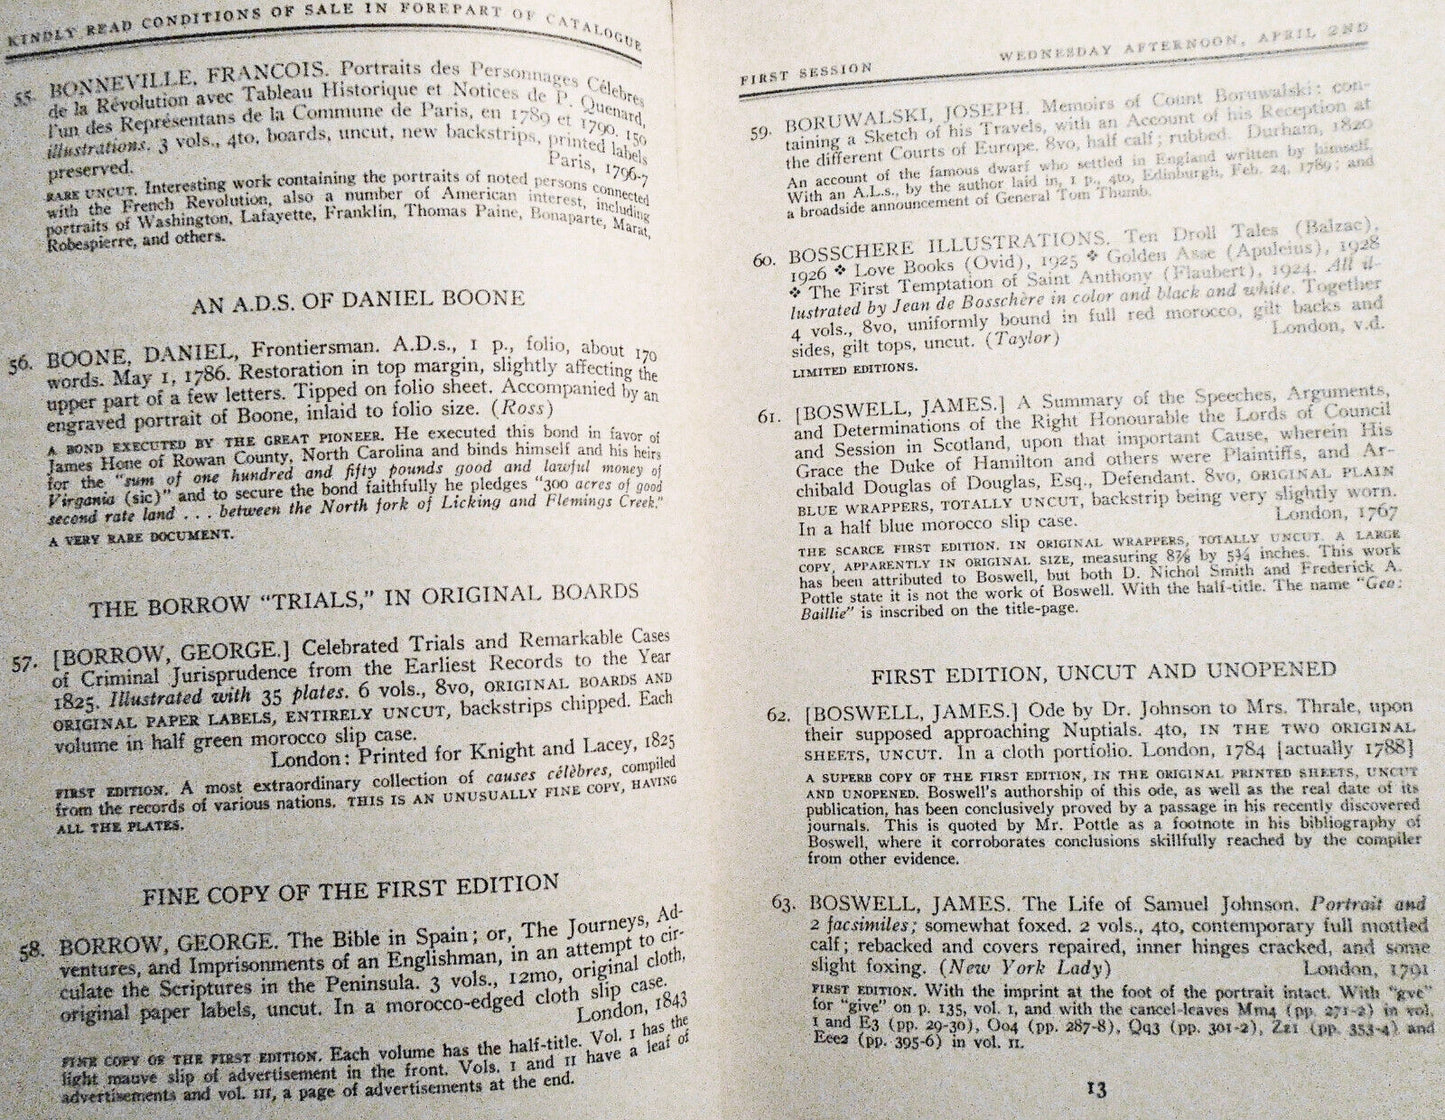 KINDLY READ CONDITIONS OF SALE IN FOREPART OF CATALOGUE
55. BONNEVILLE, FRANCOIS. Portraits des Personnages Célèbres
de la Révolution avec Tableau Historique et Notices de P. Quenard,
l'un des Représentans de la Commune de Paris, en 1789 et 1790. 150
illustrations. 3 vols., 4to, boards, uncut, new backstrips, printed labels
preserved. Paris, 1796-7
RARE UNCUT. Interesting work containing the portraits of noted persons connected
with the French Revolution, also a number of American interest, including
portraits of Washington, Lafayette, Franklin, Thomas Paine, Bonaparte, Marat,
Robespierre, and others.
AN A.D.S. OF DANIEL BOONE
56. BOONE, DANIEL, Frontiersman. A.D.s., 1 p., folio, about 170
words. May 1, 1786. Restoration in top margin, slightly affecting the
upper part of a few letters. Tipped on folio sheet. Accompanied by an
engraved portrait of Boone, inlaid to folio size. (Ross)
A BOND EXECUTED BY THE GREAT PIONEER. He executed this bond in favor of
James Hone of Rowan County, North Carolina and binds himself and his heirs
for the "sum of one hundred and fifty pounds good and lawful money of
Virgania (sic)" and to secure the bond faithfully he pledges "300 acres of good
second rate land . . . between the North fork of Licking and Flemings Creek."
A VERY RARE DOCUMENT.
THE BORROW "TRIALS," IN ORIGINAL BOARDS
57. [BORROW, GEORGE.] Celebrated Trials and Remarkable Cases
of Criminal Jurisprudence from the Earliest Records to the Year
1825. Illustrated with 35 plates. 6 vols., 8vo, ORIGINAL BOARDS AND
ORIGINAL PAPER LABELS, ENTIRELY UNCUT, backstrips chipped. Each
volume in half green morocco slip case.
London: Printed for Knight and Lacey, 1825
FIRST EDITION. A most extraordinary collection of causes célèbres, compiled
from the records of various nations. THIS IS AN UNUSUALLY FINE COPY, HAVING
ALL THE PLATES.
FINE COPY OF THE FIRST EDITION
58. BORROW, GEORGE. The Bible in Spain; or, The Journeys, Ad-
ventures, and Imprisonments of an Englishman, in an attempt to cir-
culate the Scriptures in the Peninsula. 3 vols., 12mo, original cloth,
original paper labels, uncut. In a morocco-edged cloth slip case.
London, 1843
FINE COPY OF THE FIRST EDITION. Each volume has the half-title. Vol. I has the
light mauve slip of advertisement in the front. Vols. I and II have a leaf of
advertisements and vol. III, a page of advertisements at the end.
FIRST SESSION WEDNESDAY AFTERNOON, APRIL 2ND
59. BORUWALSKI, JOSEPH. Memoirs of Count Boruwalski: con-
taining a Sketch of his Travels, with an Account of his Reception at
the different Courts of Europe. 8vo, half calf; rubbed. Durham, 1820
An account of the famous dwarf who settled in England written by himself.
With an A.L.s., by the author laid in, 1 p., 4to, Edinburgh, Feb. 24, 1789; and
a broadside announcement of General Tom Thumb.
60. BOSSCHERE ILLUSTRATIONS. Ten Droll Tales (Balzac),
1926 ❖ Love Books (Ovid), 1925 ❖ Golden Asse (Apuleius), 1928
❖ The First Temptation of Saint Anthony (Flaubert), 1924. All il-
lustrated by Jean de Bosschère in color and black and white. Together
4 vols., 8vo, uniformly bound in full red morocco, gilt backs and
sides, gilt tops, uncut. (Taylor) London, v.d.
LIMITED EDITIONS.
61. [BOSWELL, JAMES.] A Summary of the Speeches, Arguments,
and Determinations of the Right Honourable the Lords of Council
and Session in Scotland, upon that important Cause, wherein His
Grace the Duke of Hamilton and others were Plaintiffs, and Ar-
chibald Douglas of Douglas, Esq., Defendant. 8vo, ORIGINAL PLAIN
BLUE WRAPPERS, TOTALLY UNCUT, backstrip being very slightly worn.
In a half blue morocco slip case. London, 1767
THE SCARCE FIRST EDITION. IN ORIGINAL WRAPPERS, TOTALLY UNCUT. A LARGE
COPY, APPARENTLY IN ORIGINAL SIZE, measuring 8⅞ by 5¾ inches. This work
has been attributed to Boswell, but both D. Nichol Smith and Frederick A.
Pottle state it is not the work of Boswell. With the half-title. The name "Geo:
Baillie" is inscribed on the title-page.
FIRST EDITION, UNCUT AND UNOPENED
62. [BOSWELL, JAMES.] Ode by Dr. Johnson to Mrs. Thrale, upon
their supposed approaching Nuptials. 4to, IN THE TWO ORIGINAL
SHEETS, UNCUT. In a cloth portfolio. London, 1784 [actually 1788]
A SUPERB COPY OF THE FIRST EDITION, IN THE ORIGINAL PRINTED SHEETS, UNCUT
AND UNOPENED. Boswell's authorship of this ode, as well as the real date of its
publication, has been conclusively proved by a passage in his recently discovered
journals. This is quoted by Mr. Pottle as a footnote in his bibliography of
Boswell, where it corroborates conclusions skillfully reached by the compiler
from other evidence.
63. BOSWELL, JAMES. The Life of Samuel Johnson. Portrait and
2 facsimiles; somewhat foxed. 2 vols., 4to, contemporary full mottled
calf; rebacked and covers repaired, inner hinges cracked, and some
slight foxing. (New York Lady) London, 1791
FIRST EDITION. With the imprint at the foot of the portrait intact. With "gve"
for "give" on p. 135, vol. I, and with the cancel-leaves Mm4 (pp. 271-2) in vol.
I and E3 (pp. 29-30), Oo4 (pp. 287-8), Qq3 (pp. 301-2), Zz1 (pp. 353-4) and
Eee2 (pp. 395-6) in vol. II.
13